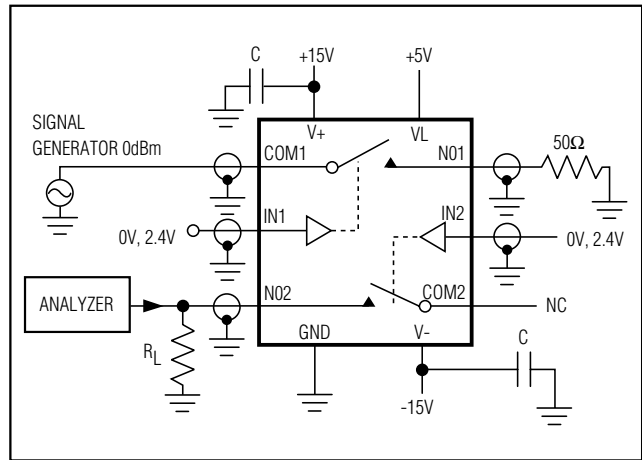 C
+15V
+5V
SIGNAL
GENERATOR 0dBm
V+
VL
COM1
N01
50Ω
IN1
IN2
0V, 2.4V
0V, 2.4V
ANALYZER
N02
COM2
NC
RL
GND
V-
C
-15V